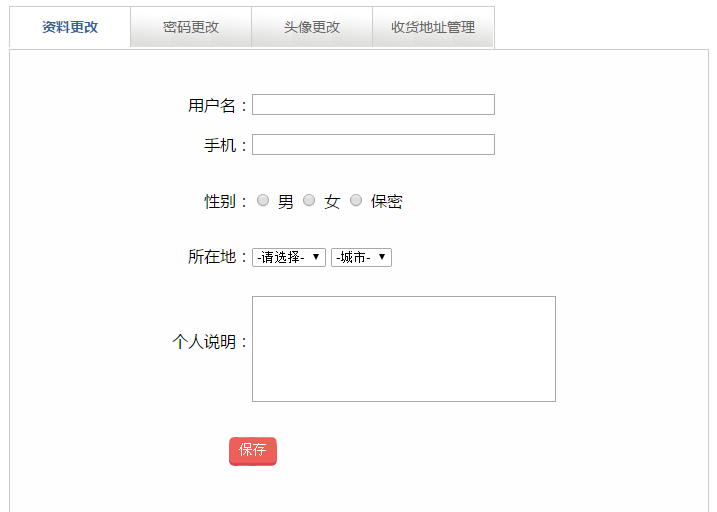 资料更改 密码更改 头像更改 收货地址管理
用户名：
手机：
性别： 男 女 保密
所在地： -请选择- -城市-
个人说明：
保存